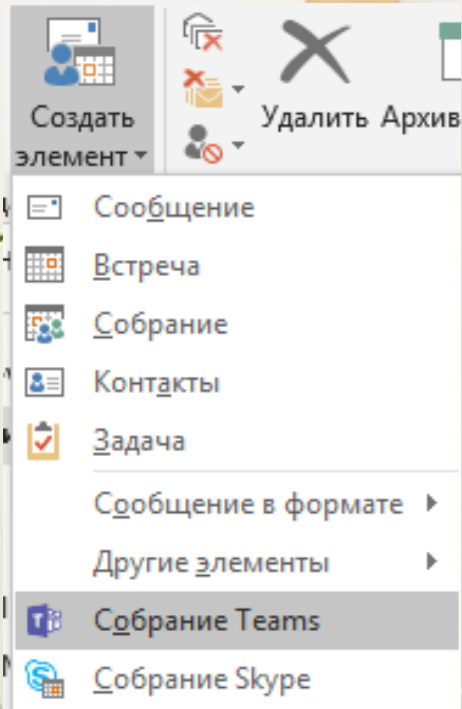 Создать
элемент
Удалить
Архив
Сообщение
Встреча
Собрание
Контакты
Задача
Сообщение в формате
Другие элементы
Собрание Teams
Собрание Skype